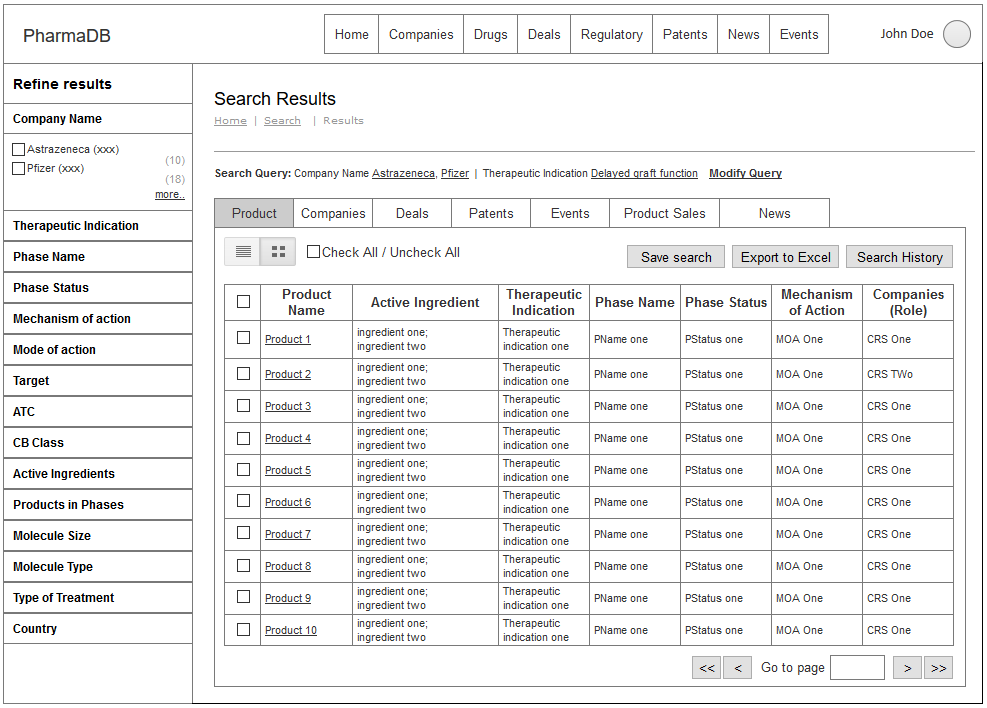 PharmaDB
Home Companies Drugs Deals Regulatory Patents News Events
John Doe
Refine results
Company Name
Astrazeneca (xxx)
(10)
Pfizer (xxx)
(18)
more..
Therapeutic Indication
Phase Name
Phase Status
Mechanism of action
Mode of action
Target
ATC
CB Class
Active Ingredients
Products in Phases
Molecule Size
Molecule Type
Type of Treatment
Country
Search Results
Home | Search | Results
Search Query: Company Name Astrazeneca, Pfizer | Therapeutic Indication Delayed graft function Modify Query
Product Companies Deals Patents Events Product Sales News
Check All / Uncheck All
Save search Export to Excel Search History
Product Name Active Ingredient Therapeutic Indication Phase Name Phase Status Mechanism of Action Companies (Role)
Product 1 ingredient one; ingredient two Therapeutic indication one PName one PStatus one MOA One CRS One
Product 2 ingredient one; ingredient two Therapeutic indication one PName one PStatus one MOA One CRS TWo
Product 3 ingredient one; ingredient two Therapeutic indication one PName one PStatus one MOA One CRS One
Product 4 ingredient one; ingredient two Therapeutic indication one PName one PStatus one MOA One CRS One
Product 5 ingredient one; ingredient two Therapeutic indication one PName one PStatus one MOA One CRS One
Product 6 ingredient one; ingredient two Therapeutic indication one PName one PStatus one MOA One CRS One
Product 7 ingredient one; ingredient two Therapeutic indication one PName one PStatus one MOA One CRS One
Product 8 ingredient one; ingredient two Therapeutic indication one PName one PStatus one MOA One CRS One
Product 9 ingredient one; ingredient two Therapeutic indication one PName one PStatus one MOA One CRS One
Product 10 ingredient one; ingredient two Therapeutic indication one PName one PStatus one MOA One CRS One
<< < Go to page > >>